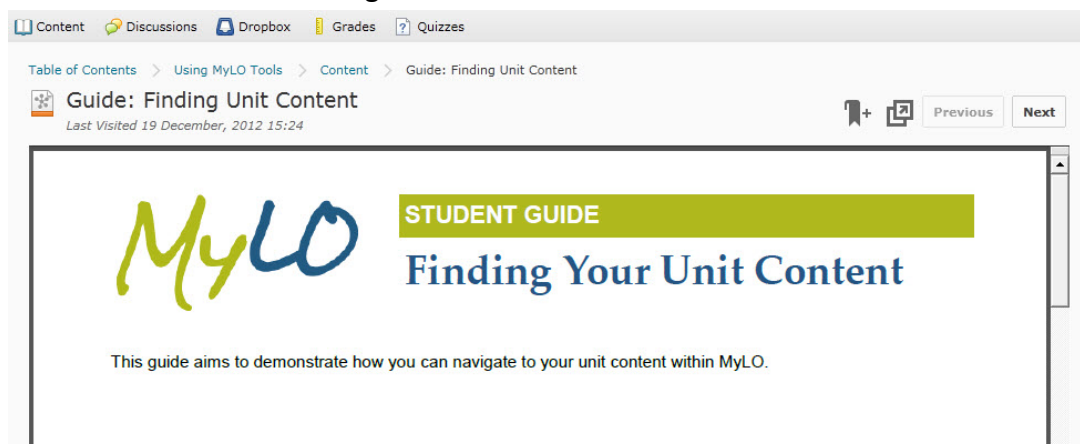 Content Discussions Dropbox Grades Quizzes
Table of Contents > Using MyLO Tools > Content > Guide: Finding Unit Content
Guide: Finding Unit Content
Last Visited 19 December, 2012 15:24
Previous Next
MyLO
STUDENT GUIDE
Finding Your Unit Content
This guide aims to demonstrate how you can navigate to your unit content within MyLO.